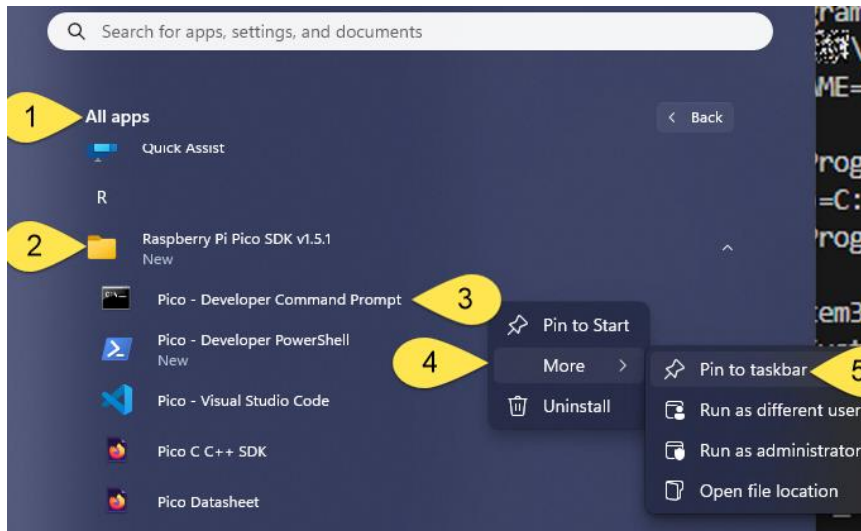 Search for apps, settings, and documents
1
All apps
Back
Quick Assist
R
2
Raspberry Pi Pico SDK v1.5.1
New
Pico - Developer Command Prompt
3
Pin to Start
Pico - Developer PowerShell
New
4
More
Pin to taskbar
5
Pico - Visual Studio Code
Uninstall
Run as different user
Pico C C++ SDK
Run as administrator
Pico Datasheet
Open file location
ME=
=C: